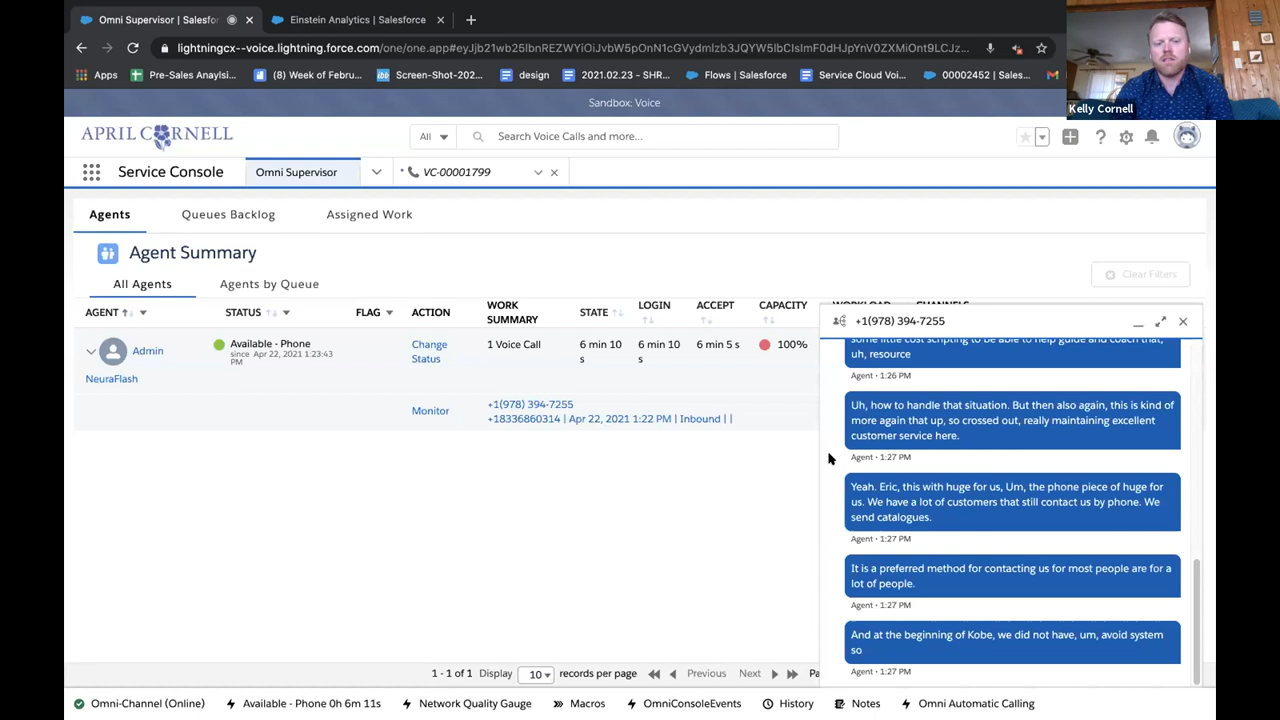 Omni Supervisor | Salesfor
Einstein Analytics | Salesforce
lightningcx--voice.lightning.force.com/one/one.app#eyJjb21wb25lbnREZWYiOiJvbW5pOnN1cGVydmlzb3JQYW5lbCIsImF0dHJpYnV0ZXMiOnt9LCJz...
Apps
Pre-Sales Anaylsi...
(8) Week of Febru...
Screen-Shot-202...
design
2021.02.23 - SHR...
Flows | Salesforce
Service Cloud Voi...
00002452 | Sales...
Kelly Cornell
Sandbox: Voice
APRIL CORNELL
All
Search Voice Calls and more...
Service Console
Omni Supervisor
* VC-00001799
Agents
Queues Backlog
Assigned Work
Agent Summary
Clear Filters
All Agents
Agents by Queue
AGENT
STATUS
FLAG
ACTION
WORK
SUMMARY
STATE
LOGIN
ACCEPT
CAPACITY
WORKLOAD
CHANNELS
Admin
NeuraFlash
Available - Phone
since Apr 22, 2021 1:23:43
PM
Change
Status
1 Voice Call
6 min 10
s
6 min 10
s
6 min 5 s
100%
Monitor
+1(978) 394-7255
+18336860314 | Apr 22, 2021 1:22 PM | Inbound | |
+1(978) 394-7255
some little cost scripting to be able to help guide and coach that,
uh, resource
Agent • 1:26 PM
Uh, how to handle that situation. But then also again, this is kind of
more again that up, so crossed out, really maintaining excellent
customer service here.
Agent • 1:27 PM
Yeah. Eric, this with huge for us, Um, the phone piece of huge for
us. We have a lot of customers that still contact us by phone. We
send catalogues.
Agent • 1:27 PM
It is a preferred method for contacting us for most people are for a
lot of people.
Agent • 1:27 PM
And at the beginning of Kobe, we did not have, um, avoid system
so
Agent • 1:27 PM
1 - 1 of 1 Display 10 records per page Previous Next Pa
Omni-Channel (Online)
Available - Phone 0h 6m 11s
Network Quality Gauge
Macros
OmniConsoleEvents
History
Notes
Omni Automatic Calling